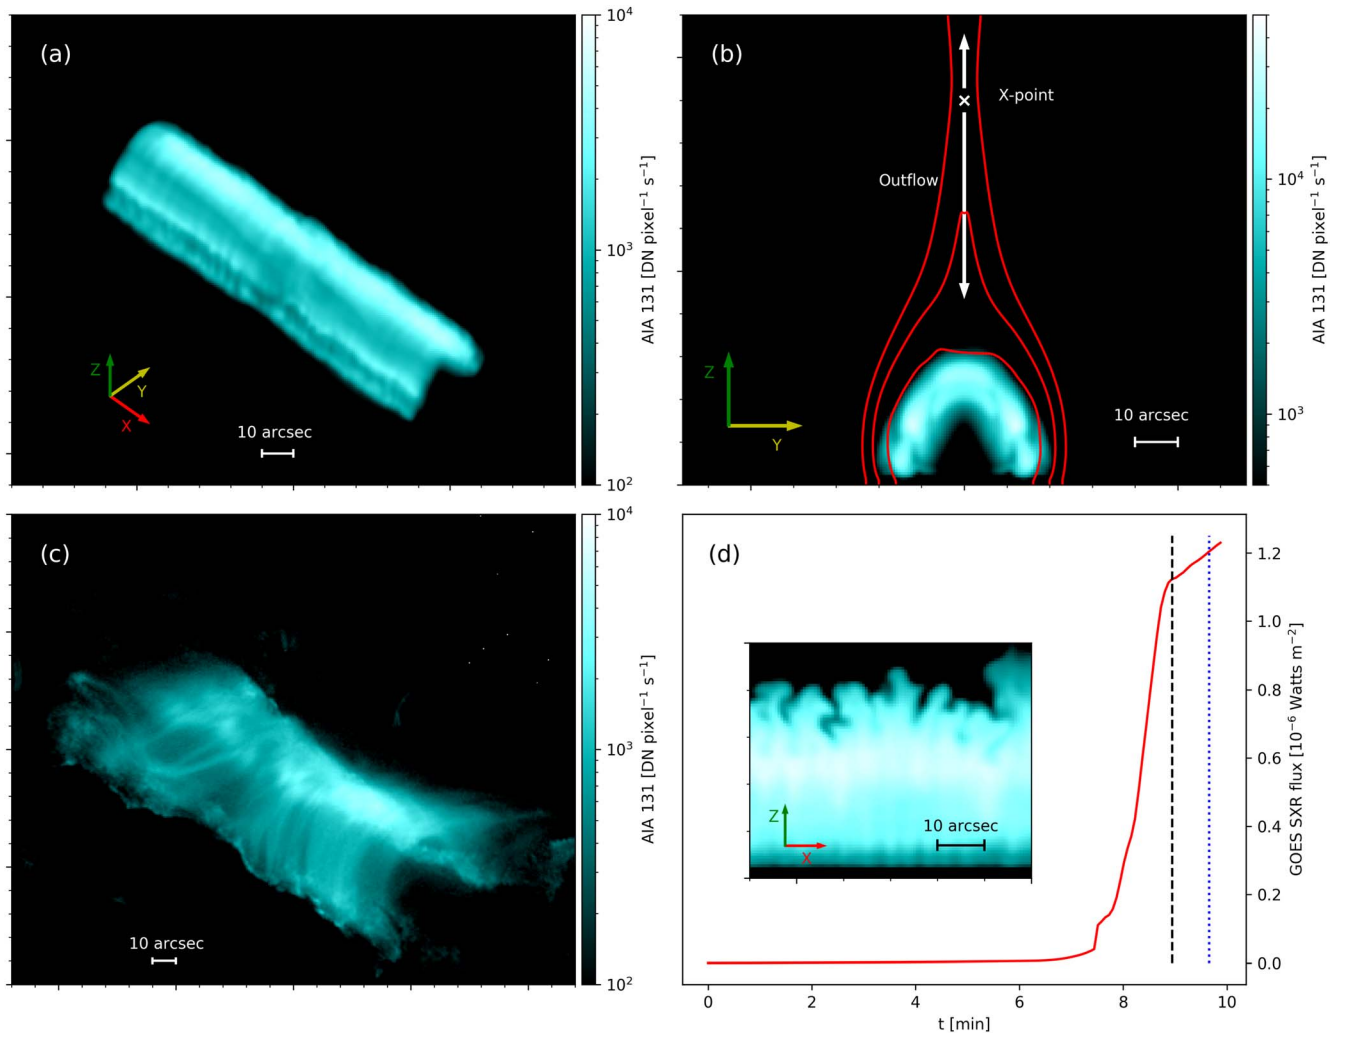 (a)
Z
Y
X
10 arcsec
10⁴
10³
10²
AIA 131 [DN pixel⁻¹ s⁻¹]
(b)
X-point
Outflow
Z
Y
10 arcsec
10⁴
10³
AIA 131 [DN pixel⁻¹ s⁻¹]
(c)
10 arcsec
10⁴
10³
10²
AIA 131 [DN pixel⁻¹ s⁻¹]
(d)
Z
X
10 arcsec
1.2
1.0
0.8
0.6
0.4
0.2
0.0
GOES SXR flux [10⁻⁶ Watts m⁻²]
0 2 4 6 8 10
t [min]